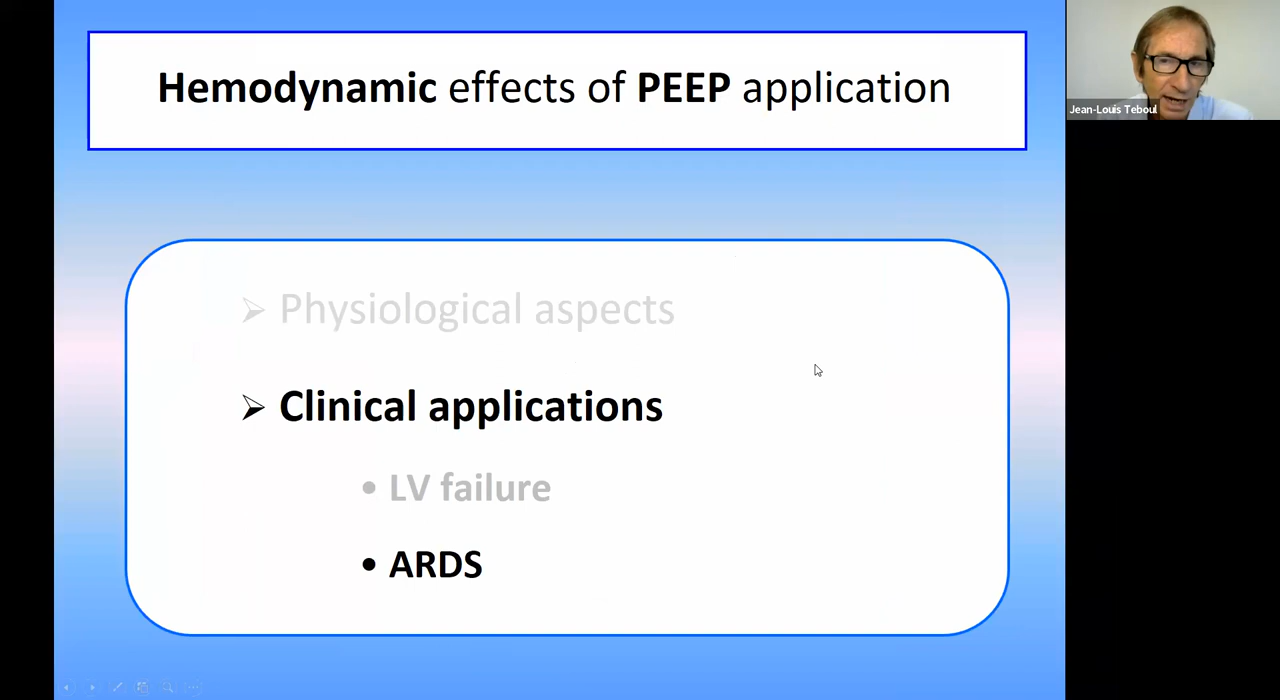 Hemodynamic effects of PEEP application
Jean-Louis Teboul
➢ Physiological aspects
➢ Clinical applications
• LV failure
• ARDS